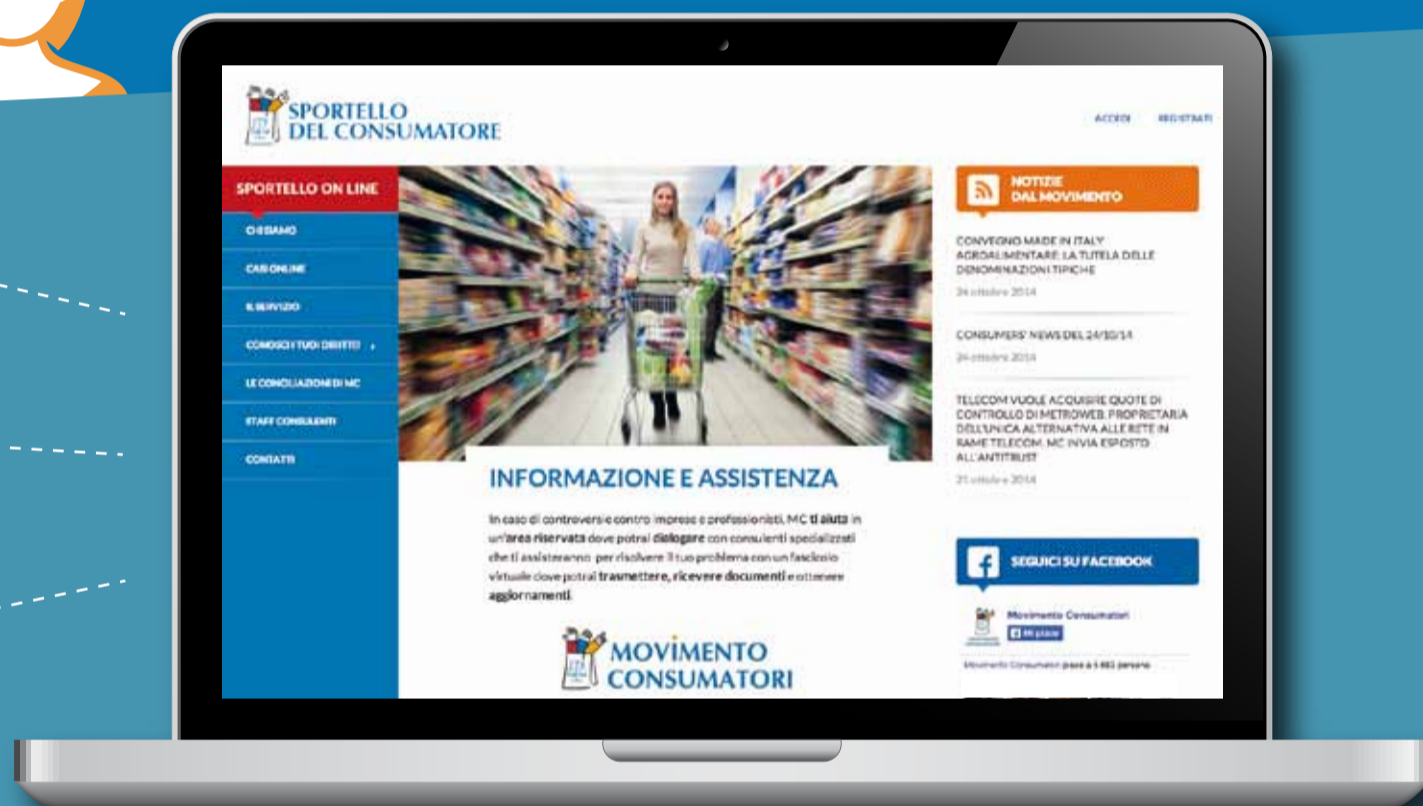 SPORTELLO
DEL CONSUMATORE
ACCEDI REGISTRATI
SPORTELLO ON LINE
CHI SIAMO
CASI ONLINE
IL SERVIZIO
CONOSCI I TUOI DIRITTI
LE CONCILIAZIONI DI MC
STAFF CONSULENTI
CONTATTI
INFORMAZIONE E ASSISTENZA
In caso di controversie contro imprese e professionisti, MC ti aiuta in
un'area riservata dove potrai dialogare con consulenti specializzati
che ti assisteranno per risolvere il tuo problema con un fascicolo
virtuale dove potrai trasmettere, ricevere documenti e ottenere
aggiornamenti.
MOVIMENTO
CONSUMATORI
NOTIZIE
DAL MOVIMENTO
CONVEGNO MADE IN ITALY
AGROALIMENTARE: LA TUTELA DELLE
DENOMINAZIONI TIPICHE
24 ottobre 2014
CONSUMERS' NEWS DEL 24/10/14
24 ottobre 2014
TELECOM VUOLE ACQUISIRE QUOTE DI
CONTROLLO DI METROWEB, PROPRIETARIA
DELL'UNICA ALTERNATIVA ALLE RETE IN
RAME TELECOM. MC INVIA ESPOSTO
ALL'ANTITRUST
21 ottobre 2014
SEGUICI SU FACEBOOK
Movimento Consumatori
Mi piace
Movimento Consumatori piace a persone